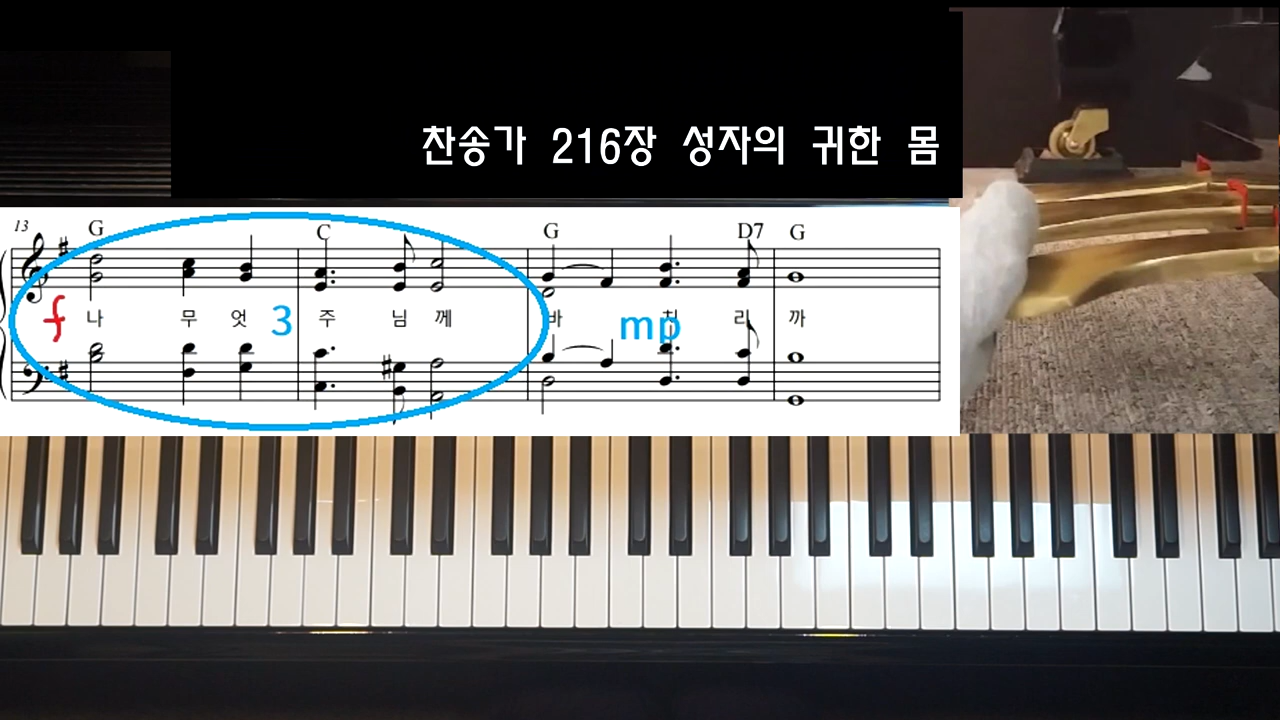 찬송가 216장 성자의 귀한 몸
13 G C G D7 G
f 나 무 엇 3 주 님 께 바 mp 리 까